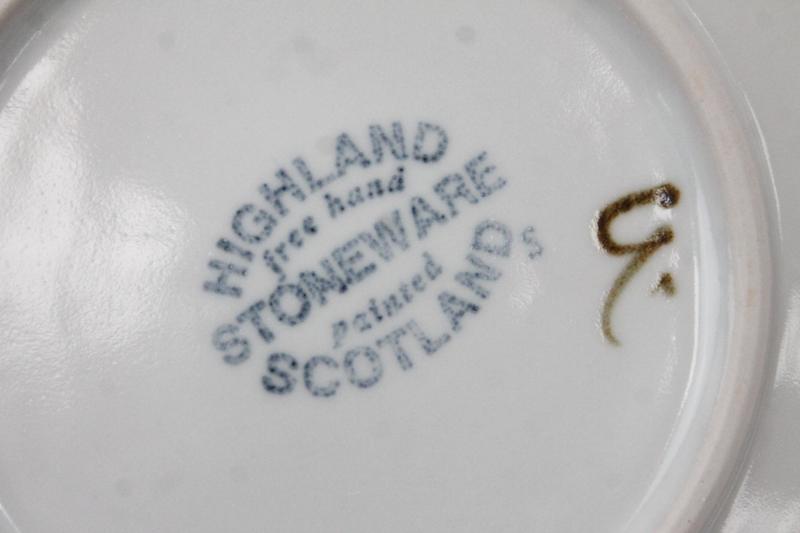 HIGHLAND
free hand
STONEWARE
painted
SCOTLAND
S